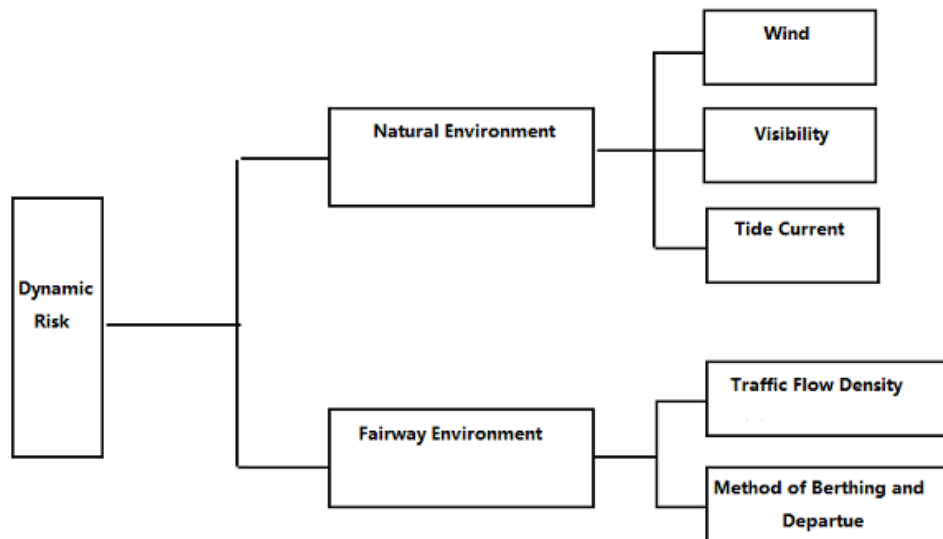 Wind
Natural Environment
Visibility
Tide Current
Dynamic
Risk
Traffic Flow Density
Fairway Environment
Method of Berthing and
Departue